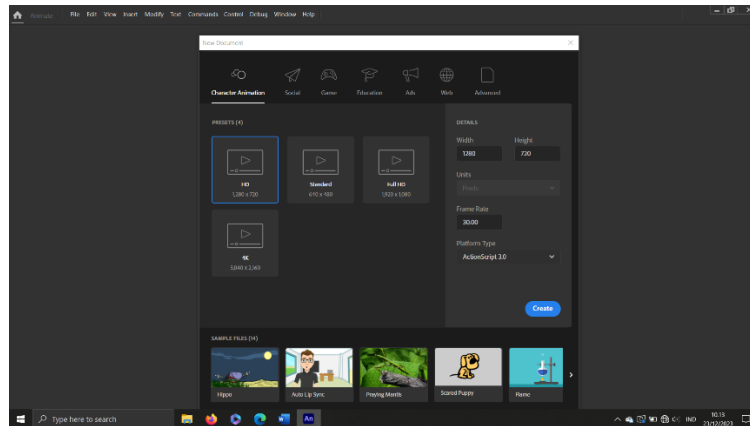 Animate File Edit View Insert Modify Text Commands Control Debug Window Help
New Document
Character Animation Social Game Education Ads Web Advanced
PRESETS (4)
HD
1,280 x 720
Standard
640 x 480
Full HD
1,920 x 1,080
4K
3,840 x 2,160
DETAILS
Width Height
1280 720
Units
Pixels
Frame Rate
30.00
Platform Type
ActionScript 3.0
Create
SAMPLE FILES (14)
Hippo Auto Lip Sync Praying Mantis Scared Puppy Flame
Type here to search
An
IND
10.13
23/12/2023